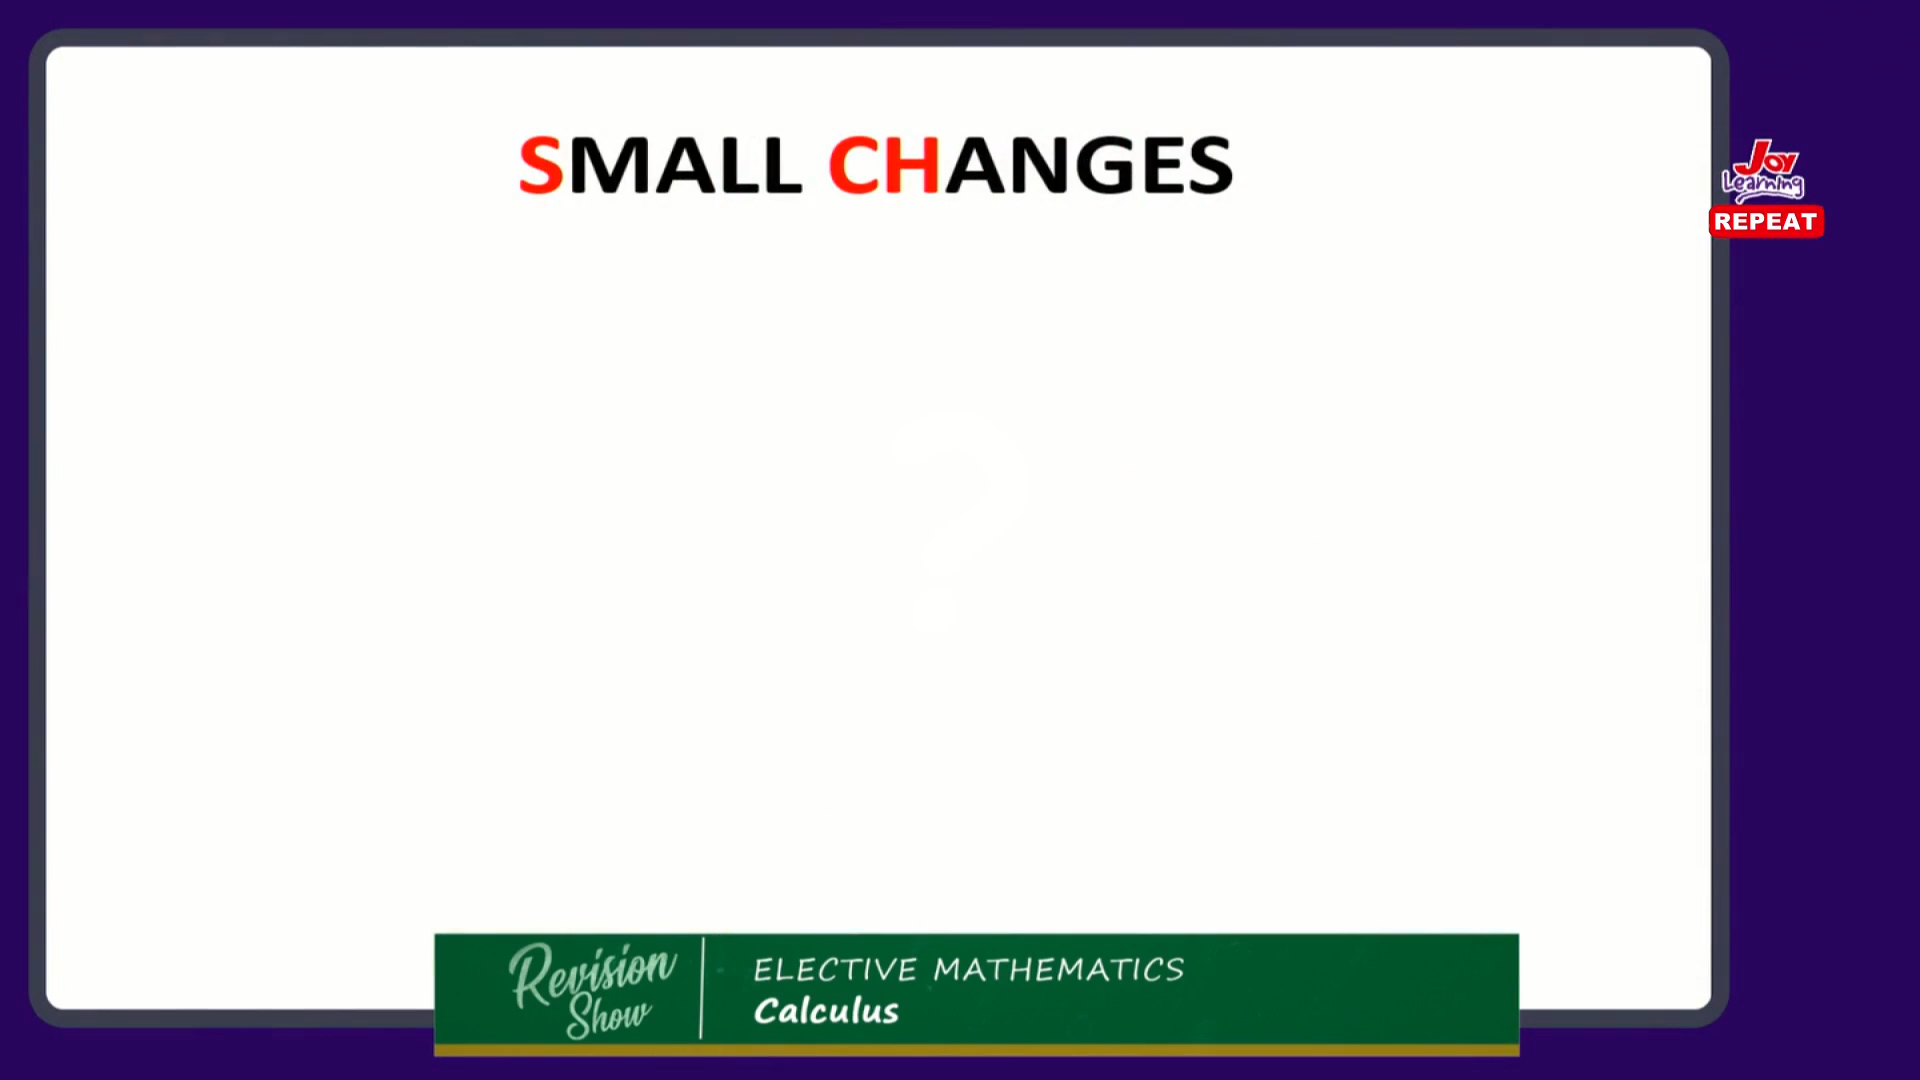 SMALL CHANGES
Joy
Learning
REPEAT
Revision
Show
ELECTIVE MATHEMATICS
Calculus